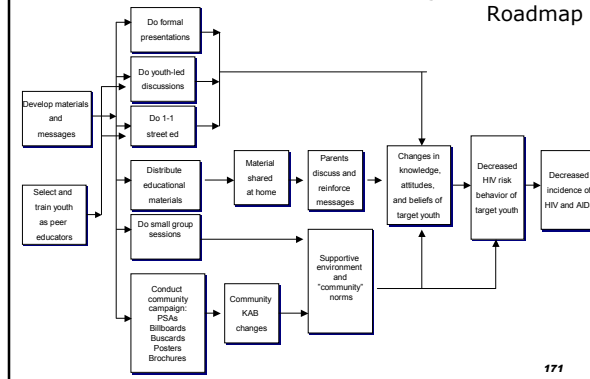 Roadmap
Do formal
presentations
Do youth-led
discussions
Do 1-1
street ed
Develop materials
and
messages
Select and
train youth
as peer
educators
Distribute
educational
materials
Material
shared
at home
Parents
discuss and
reinforce
messages
Changes in
knowledge,
attitudes,
and beliefs of
target youth
Decreased
HIV risk
behavior of
target youth
Decreased
incidence of
HIV and AID
Do small group
sessions
Supportive
environment
and
"community"
norms
Conduct
community
campaign:
PSAs
Billboards
Buscards
Posters
Brochures
Community
KAB
changes
171